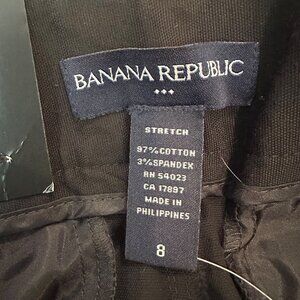 BANANA REPUBLIC
STRETCH
97% COTTON
3% SPANDEX
RN 54023
CA 17897
MADE IN
PHILIPPINES
8